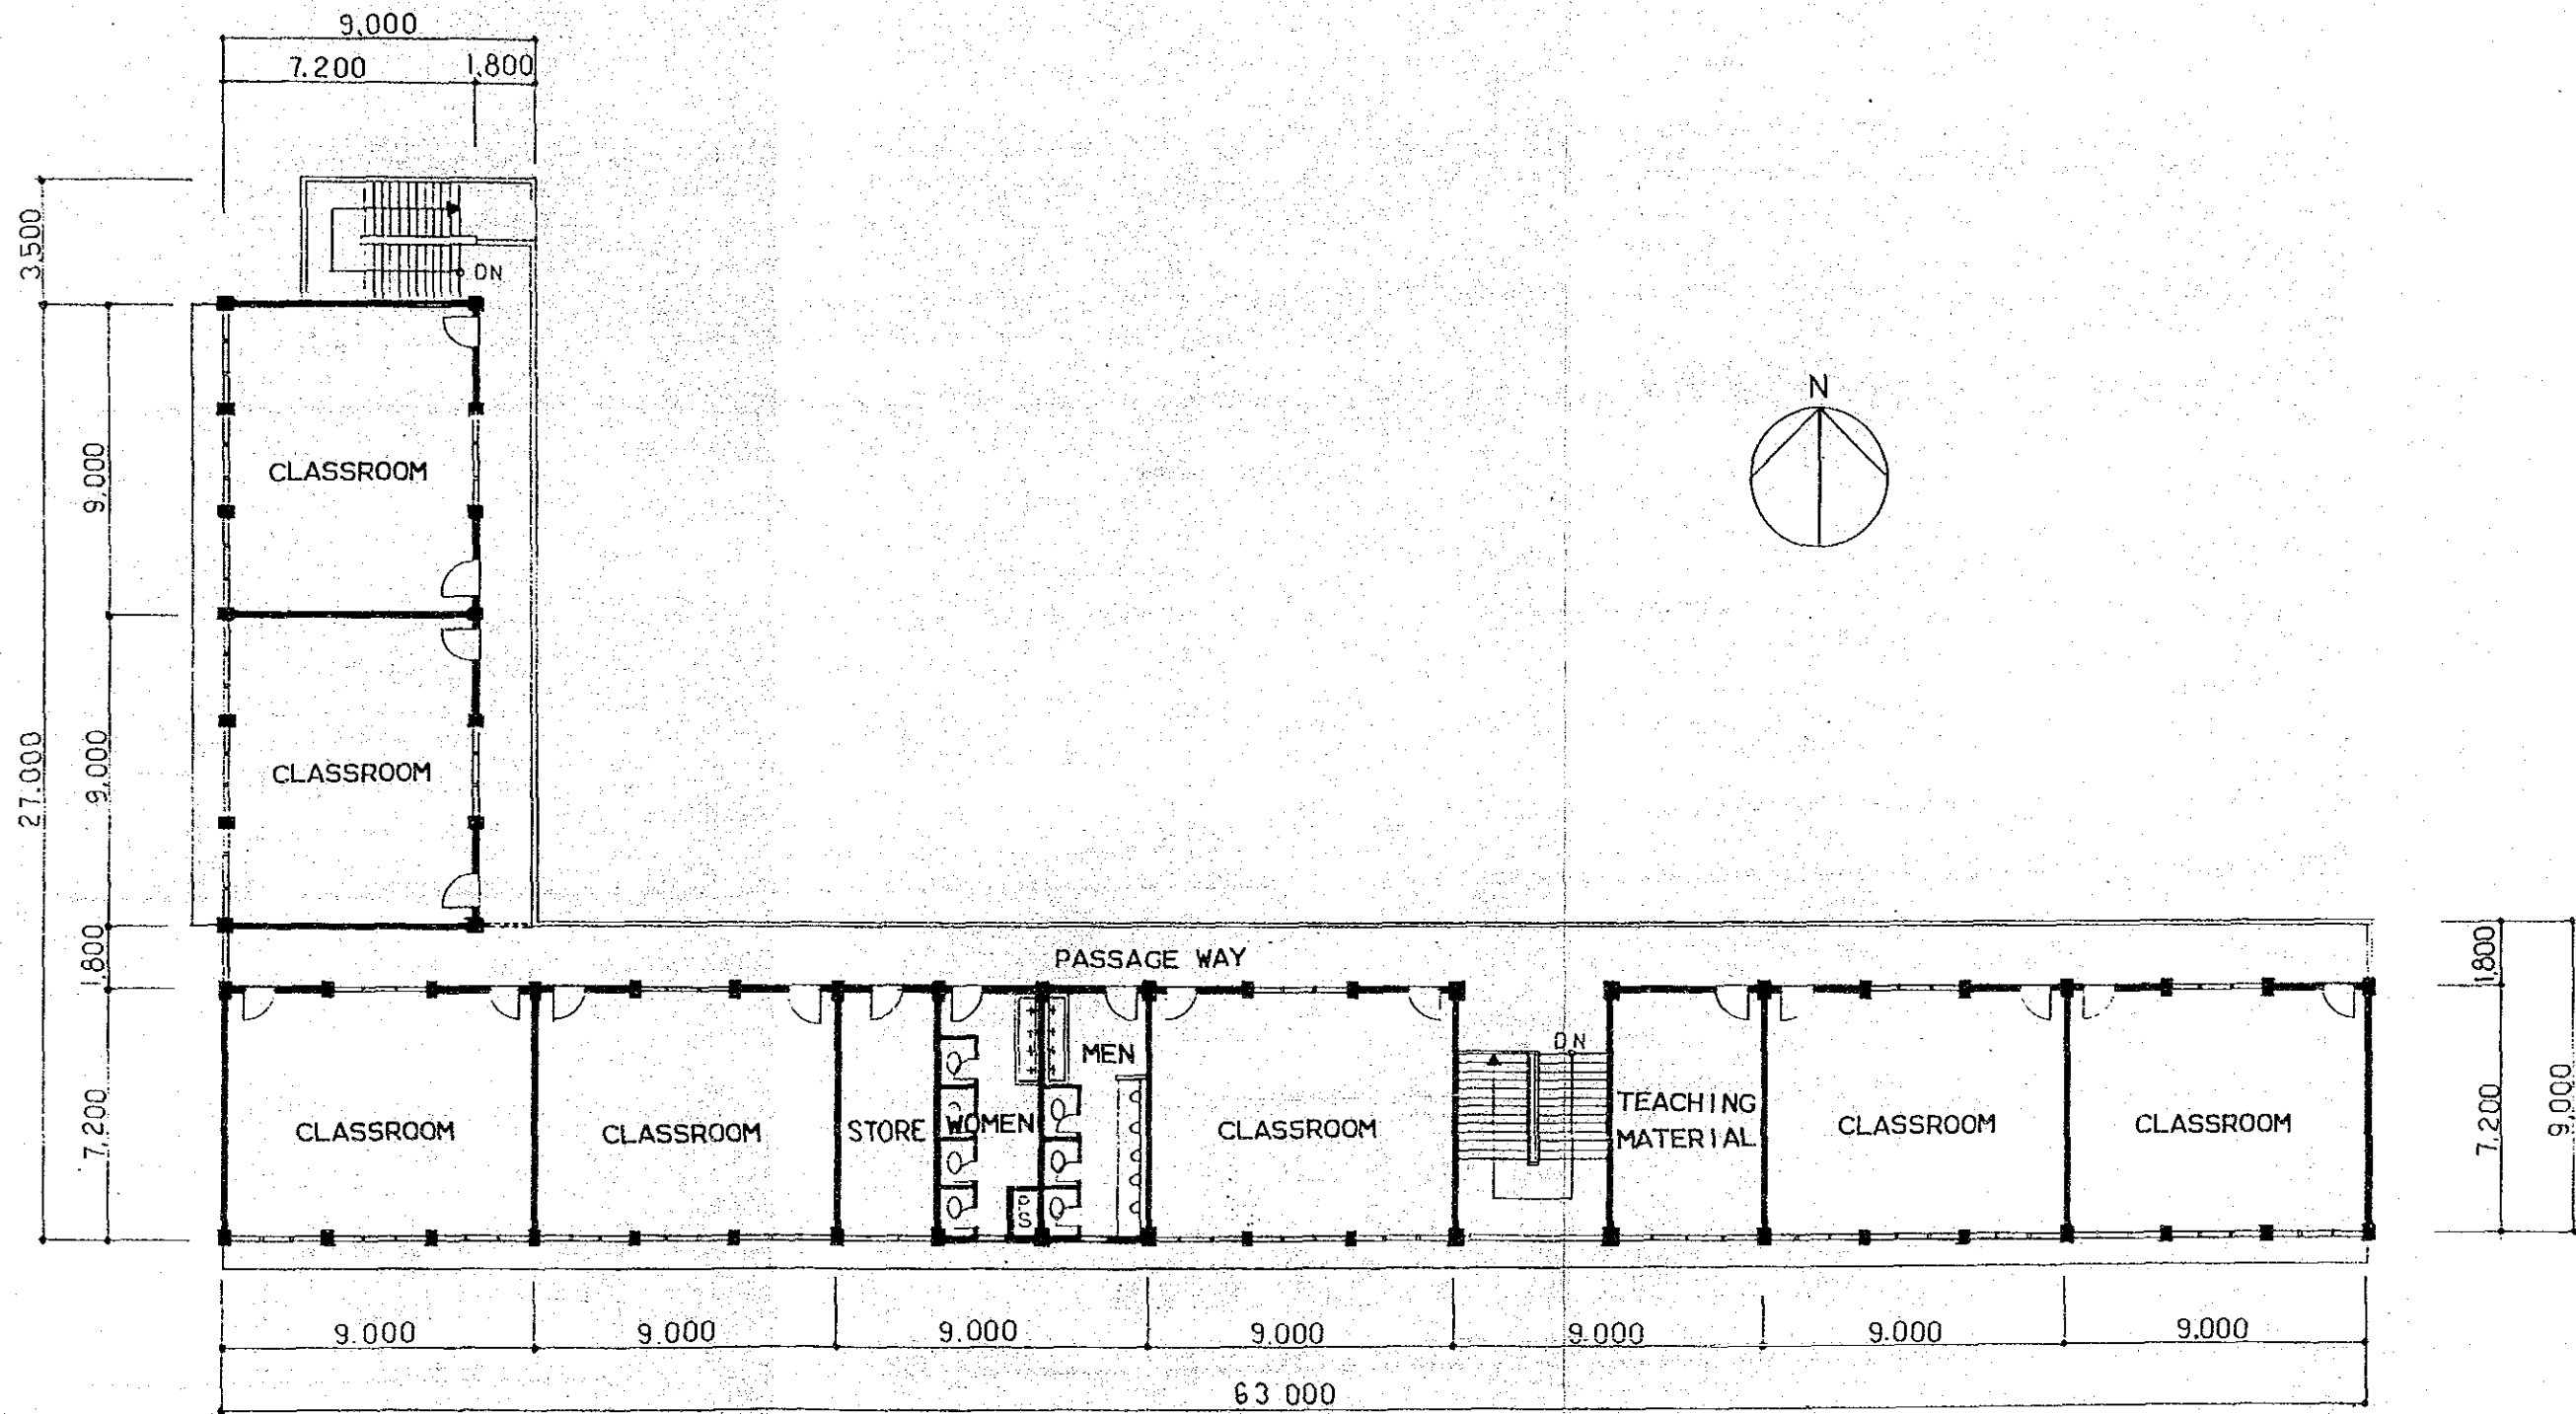 9,000
7.200
1,800
3,500
DN
N
CLASSROOM
9,000
27.000
9,000
CLASSROOM
1,800
PASSAGE WAY
1,800
DN
MEN
7,200
CLASSROOM
CLASSROOM
STORE
WOMEN
PS
CLASSROOM
TEACHING
MATERIAL
CLASSROOM
CLASSROOM
7,200
9,000
9.000
9.000
9.000
9.000
9.000
9.000
9.000
63 000